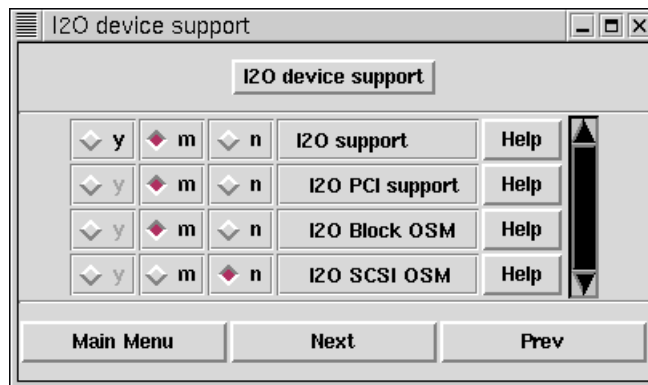 I2O device support
I2O device support
y m n I2O support Help
y m n I2O PCI support Help
y m n I2O Block OSM Help
y m n I2O SCSI OSM Help
Main Menu Next Prev